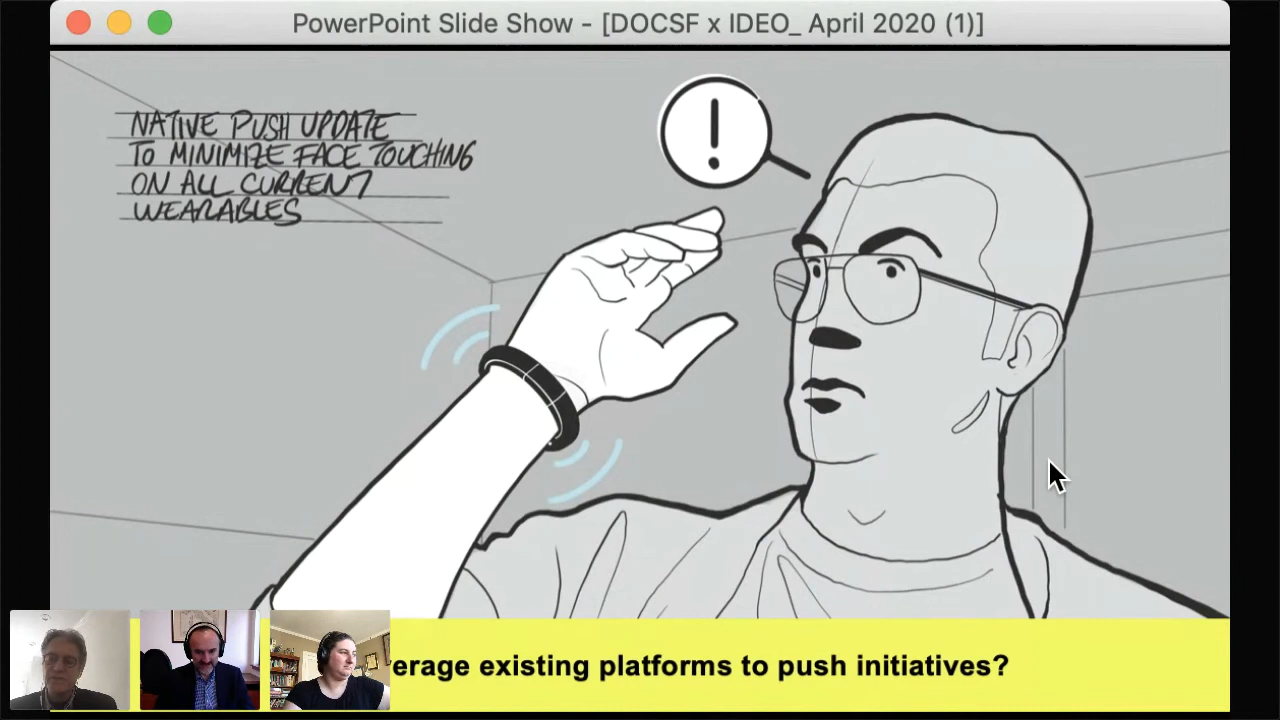 PowerPoint Slide Show - [DOCSF x IDEO_ April 2020 (1)]
NATIVE PUSH UPDATE
TO MINIMIZE FACE TOUCHING
ON ALL CURRENT
WEARABLES
!
existing platforms to push initiatives?